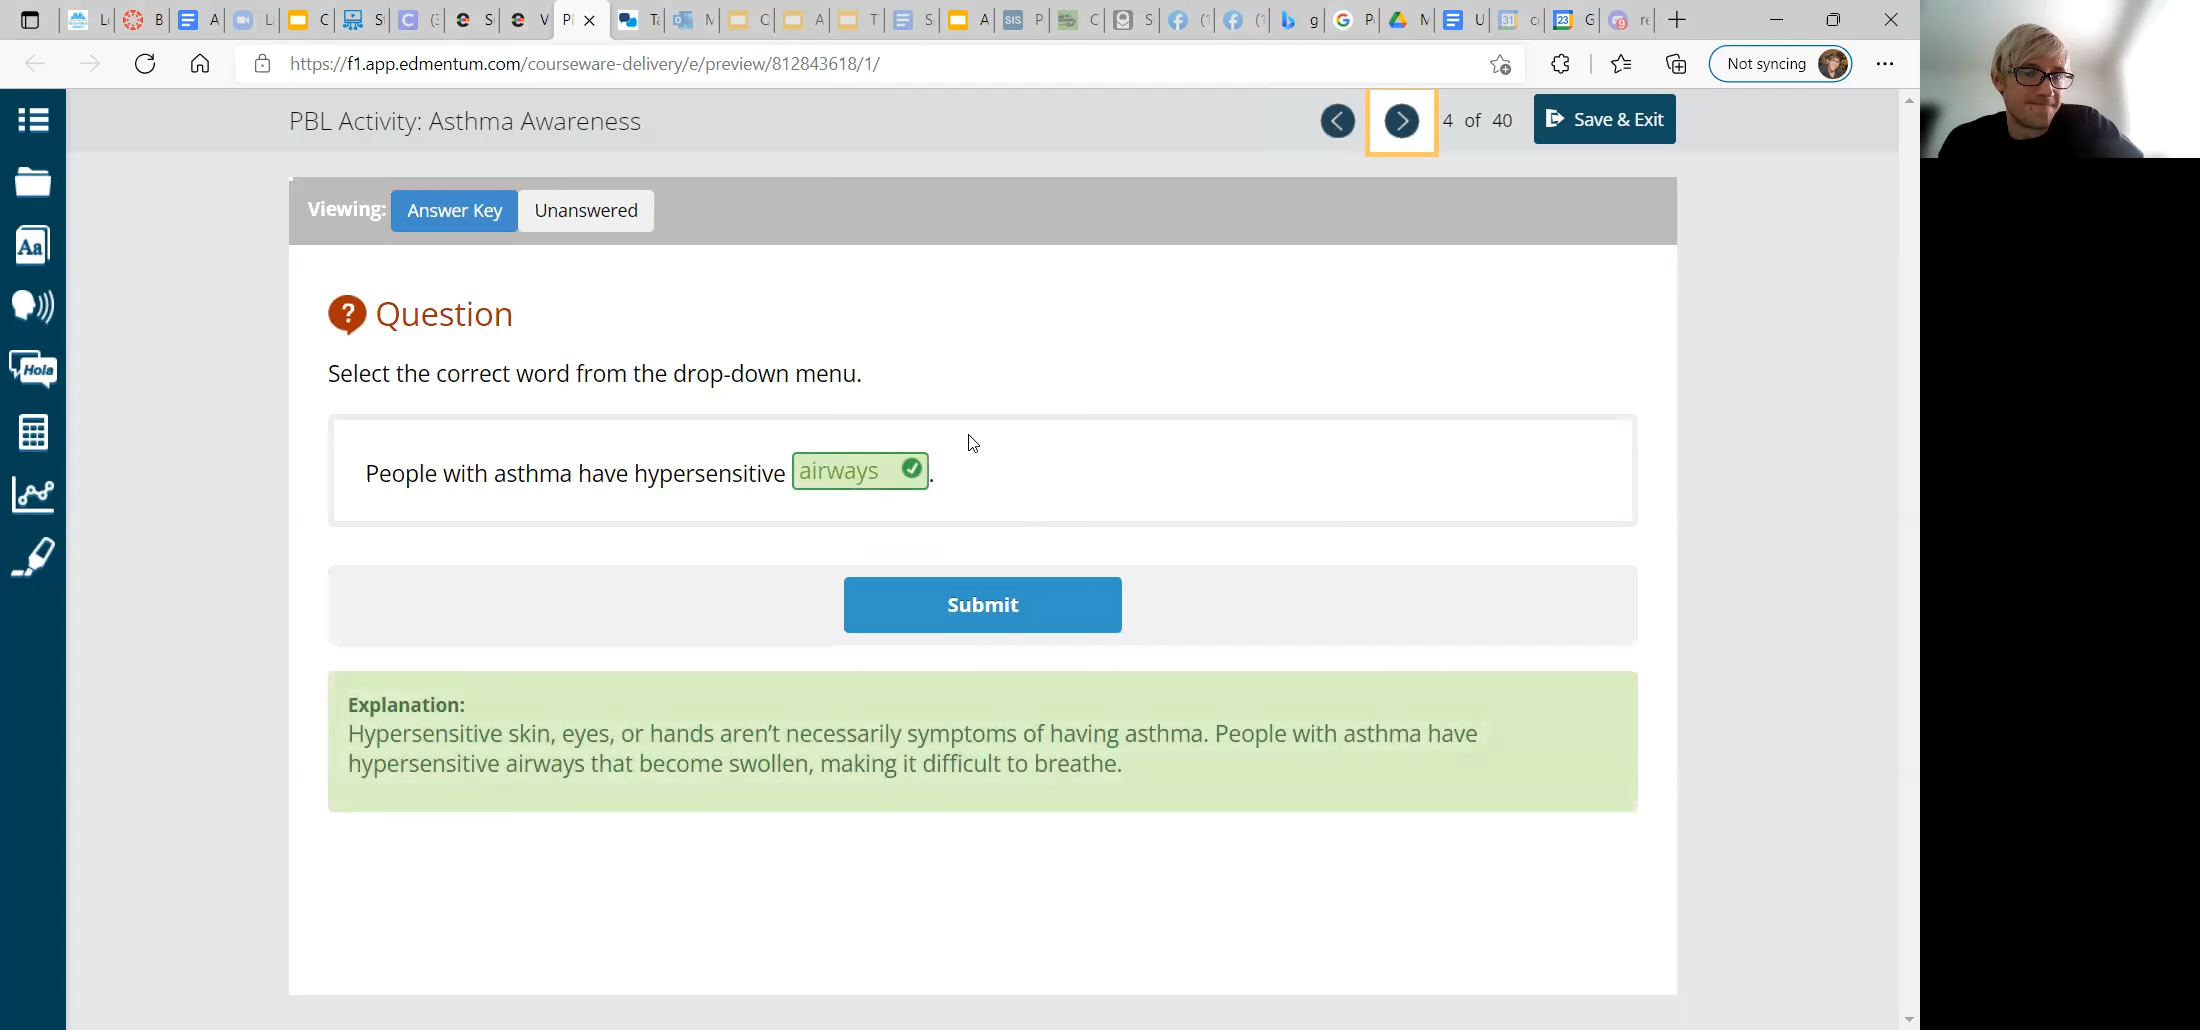 https://f1.app.edmentum.com/courseware-delivery/e/preview/812843618/1/
Not syncing
PBL Activity: Asthma Awareness
4 of 40
Save & Exit
Viewing:
Answer Key
Unanswered
Aa
Hola
? Question
Select the correct word from the drop-down menu.
People with asthma have hypersensitive airways.
Submit
Explanation:
Hypersensitive skin, eyes, or hands aren't necessarily symptoms of having asthma. People with asthma have
hypersensitive airways that become swollen, making it difficult to breathe.